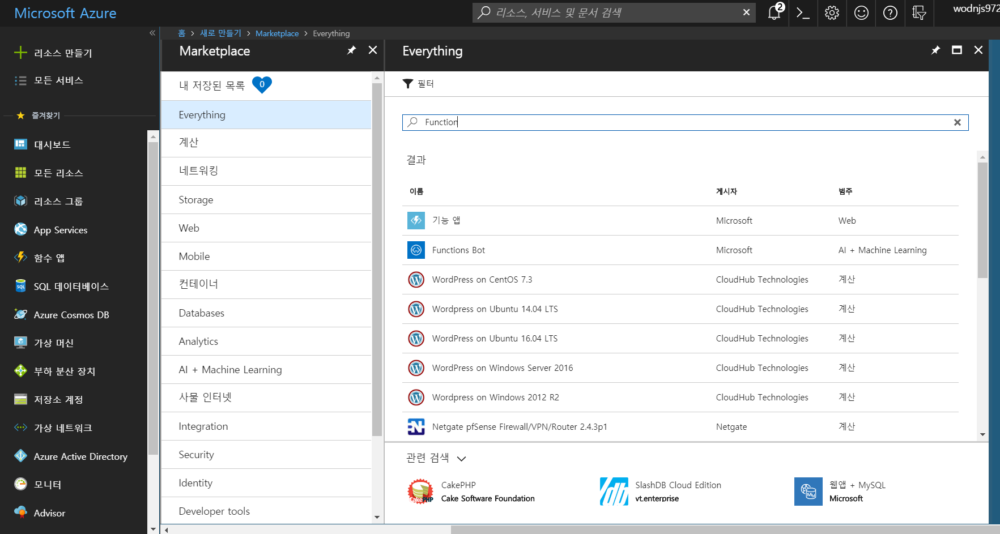 Microsoft Azure
리소스, 서비스 및 문서 검색
2
wodnjs972
홈 > 새로 만들기 > Marketplace > Everything
리소스 만들기
모든 서비스
즐겨찾기
대시보드
모든 리소스
리소스 그룹
App Services
함수 앱
SQL 데이터베이스
Azure Cosmos DB
가상 머신
부하 분산 장치
저장소 계정
가상 네트워크
Azure Active Directory
모니터
Advisor
Marketplace
내 저장된 목록 0
Everything
계산
네트워킹
Storage
Web
Mobile
컨테이너
Databases
Analytics
AI + Machine Learning
사물 인터넷
Integration
Security
Identity
Developer tools
Everything
필터
Function
결과
이름 게시자 범주
기능 앱 Microsoft Web
Functions Bot Microsoft AI + Machine Learning
WordPress on CentOS 7.3 CloudHub Technologies 계산
Wordpress on Ubuntu 14.04 LTS CloudHub Technologies 계산
WordPress on Ubuntu 16.04 LTS CloudHub Technologies 계산
WordPress on Windows Server 2016 CloudHub Technologies 계산
Wordpress on Windows 2012 R2 CloudHub Technologies 계산
Netgate pfSense Firewall/VPN/Router 2.4.3p1 Netgate 계산
관련 검색
CakePHP
Cake Software Foundation
SlashDB Cloud Edition
vt.enterprise
웹앱 + MySQL
Microsoft